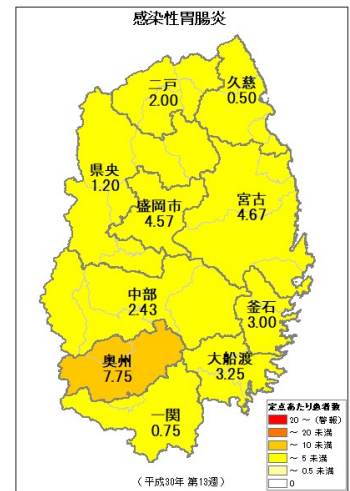 感染性胃腸炎
二戸
2.00
久慈
0.50
県央
1.20
盛岡市
4.57
宮古
4.67
中部
2.43
釜石
3.00
奥州
7.75
大船渡
3.25
一関
0.75
定点あたり患者数
20 ～ (警報)
～ 20 未満
～ 10 未満
～ 5 未満
～ 0.5 未満
0
(平成30年 第13週)